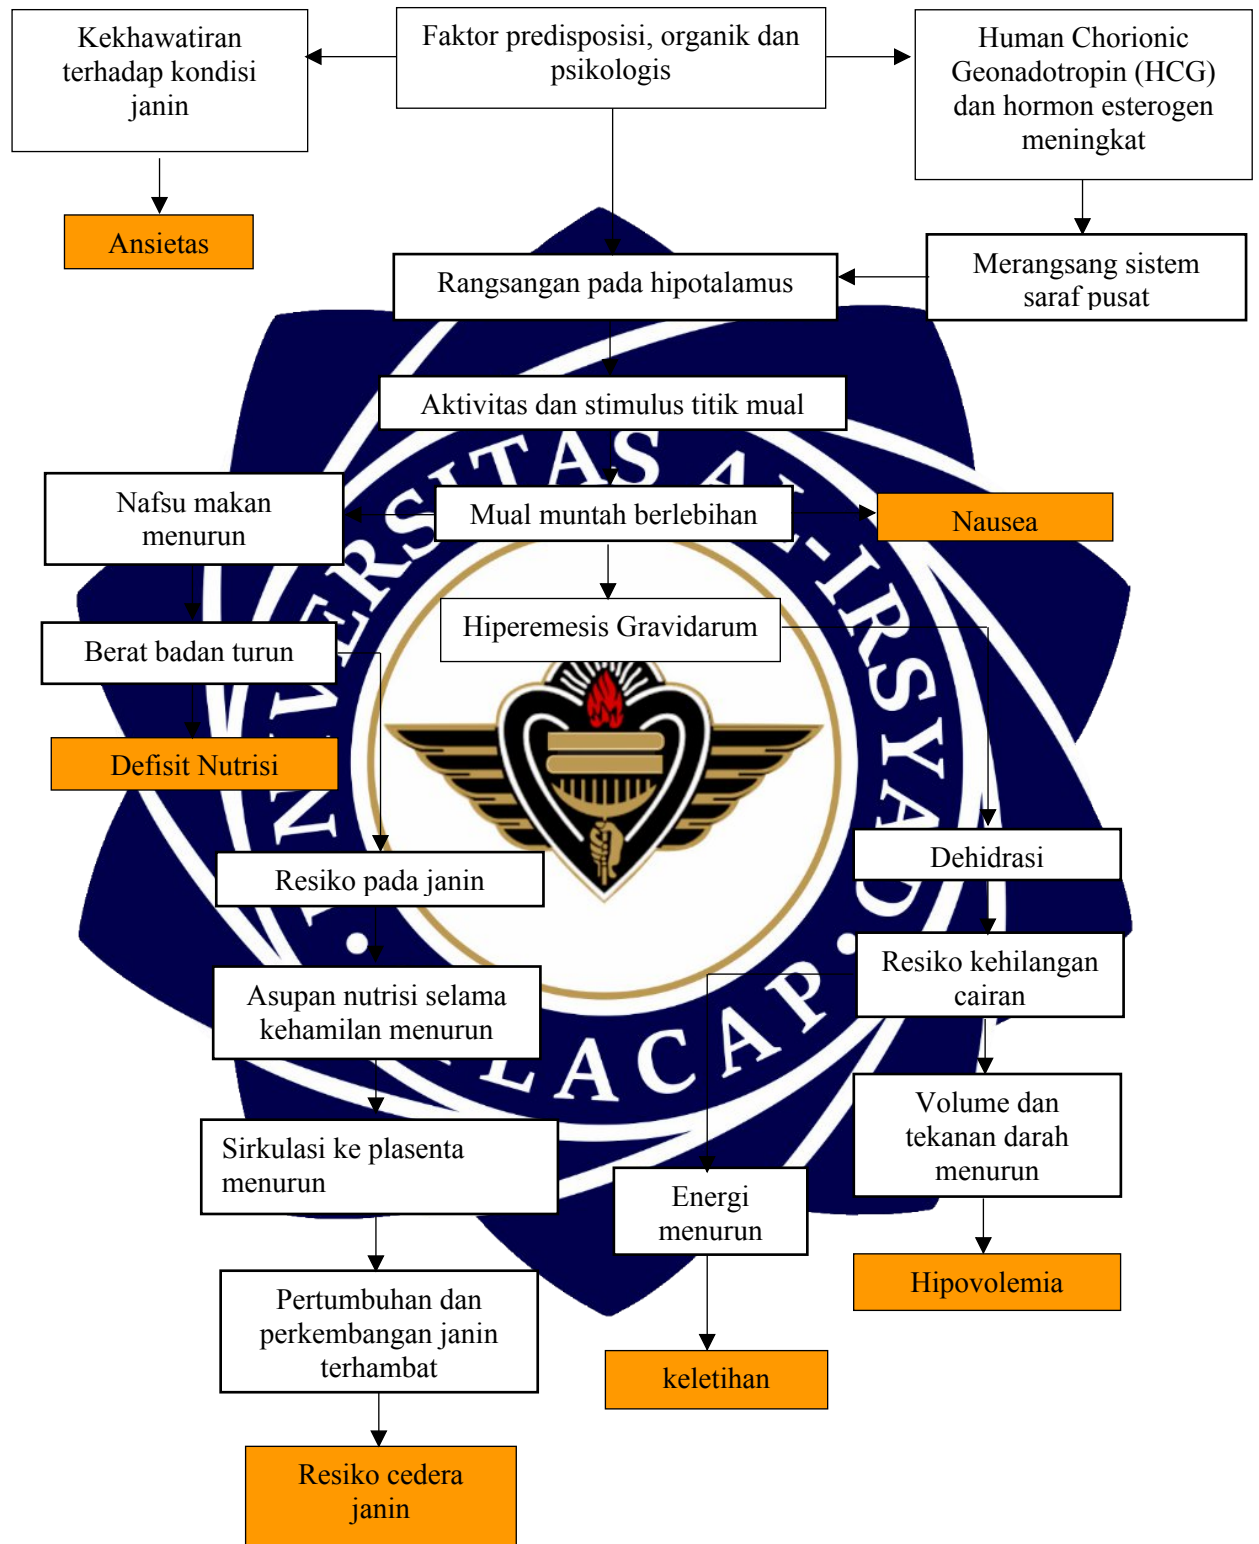 Kekhawatiran
terhadap kondisi
janin
Faktor predisposisi, organik dan
psikologis
Human Chorionic
Geonadotropin (HCG)
dan hormon esterogen
meningkat
Ansietas
Rangsangan pada hipotalamus
Merangsang sistem
saraf pusat
Aktivitas dan stimulus titik mual
Nafsu makan
menurun
Mual muntah berlebihan
Nausea
Berat badan turun
Hiperemesis Gravidarum
Defisit Nutrisi
Resiko pada janin
Dehidrasi
Asupan nutrisi selama
kehamilan menurun
Resiko kehilangan
cairan
Sirkulasi ke plasenta
menurun
Volume dan
tekanan darah
menurun
Energi
menurun
Hipovolemia
Pertumbuhan dan
perkembangan janin
terhambat
keletihan
Resiko cedera
janin